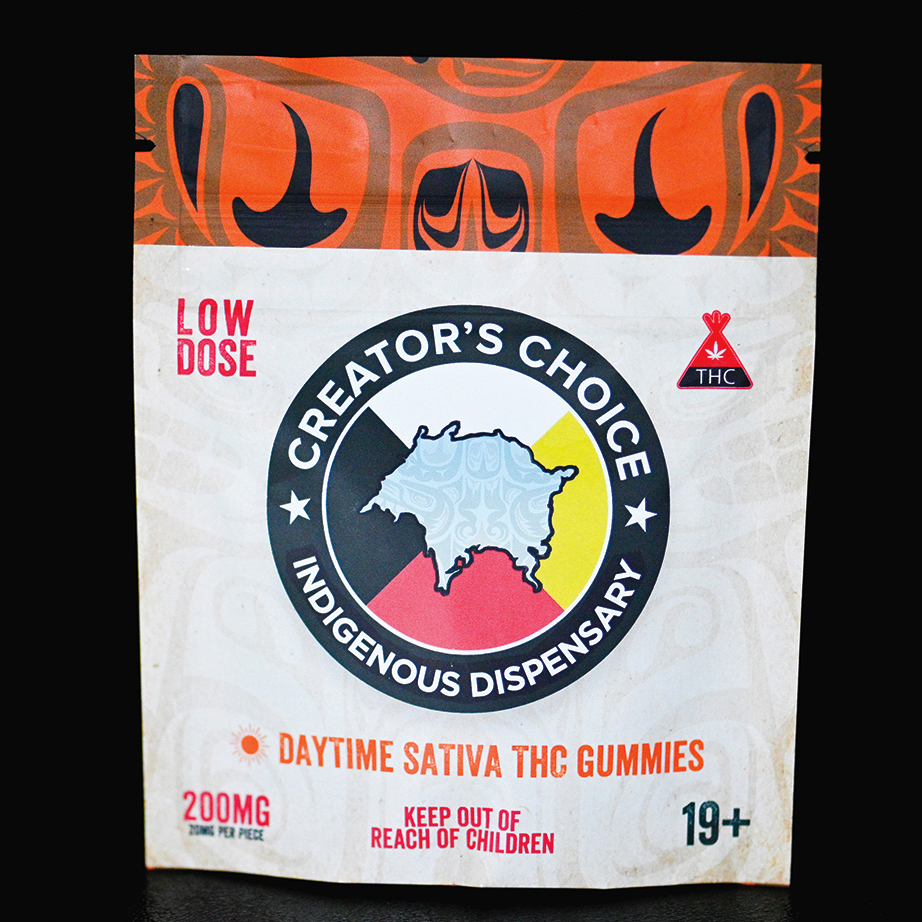 LOW
DOSE
THC
CREATOR'S CHOICE
INDIGENOUS DISPENSARY
DAYTIME SATIVA THC GUMMIES
200MG
20MG PER PIECE
KEEP OUT OF
REACH OF CHILDREN
19+